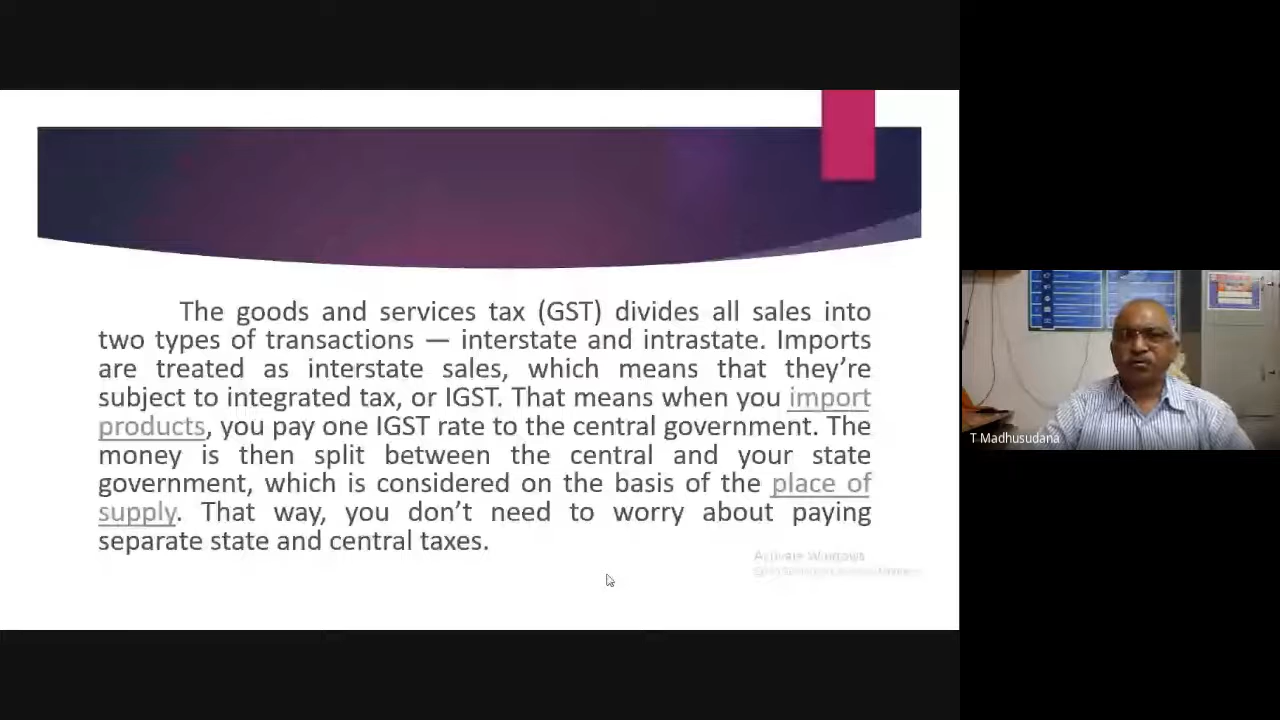 The goods and services tax (GST) divides all sales into
two types of transactions — interstate and intrastate. Imports
are treated as interstate sales, which means that they’re
subject to integrated tax, or IGST. That means when you import
products, you pay one IGST rate to the central government. The
money is then split between the central and your state
government, which is considered on the basis of the place of
supply. That way, you don’t need to worry about paying
separate state and central taxes.
Activate Windows
T Madhusudana